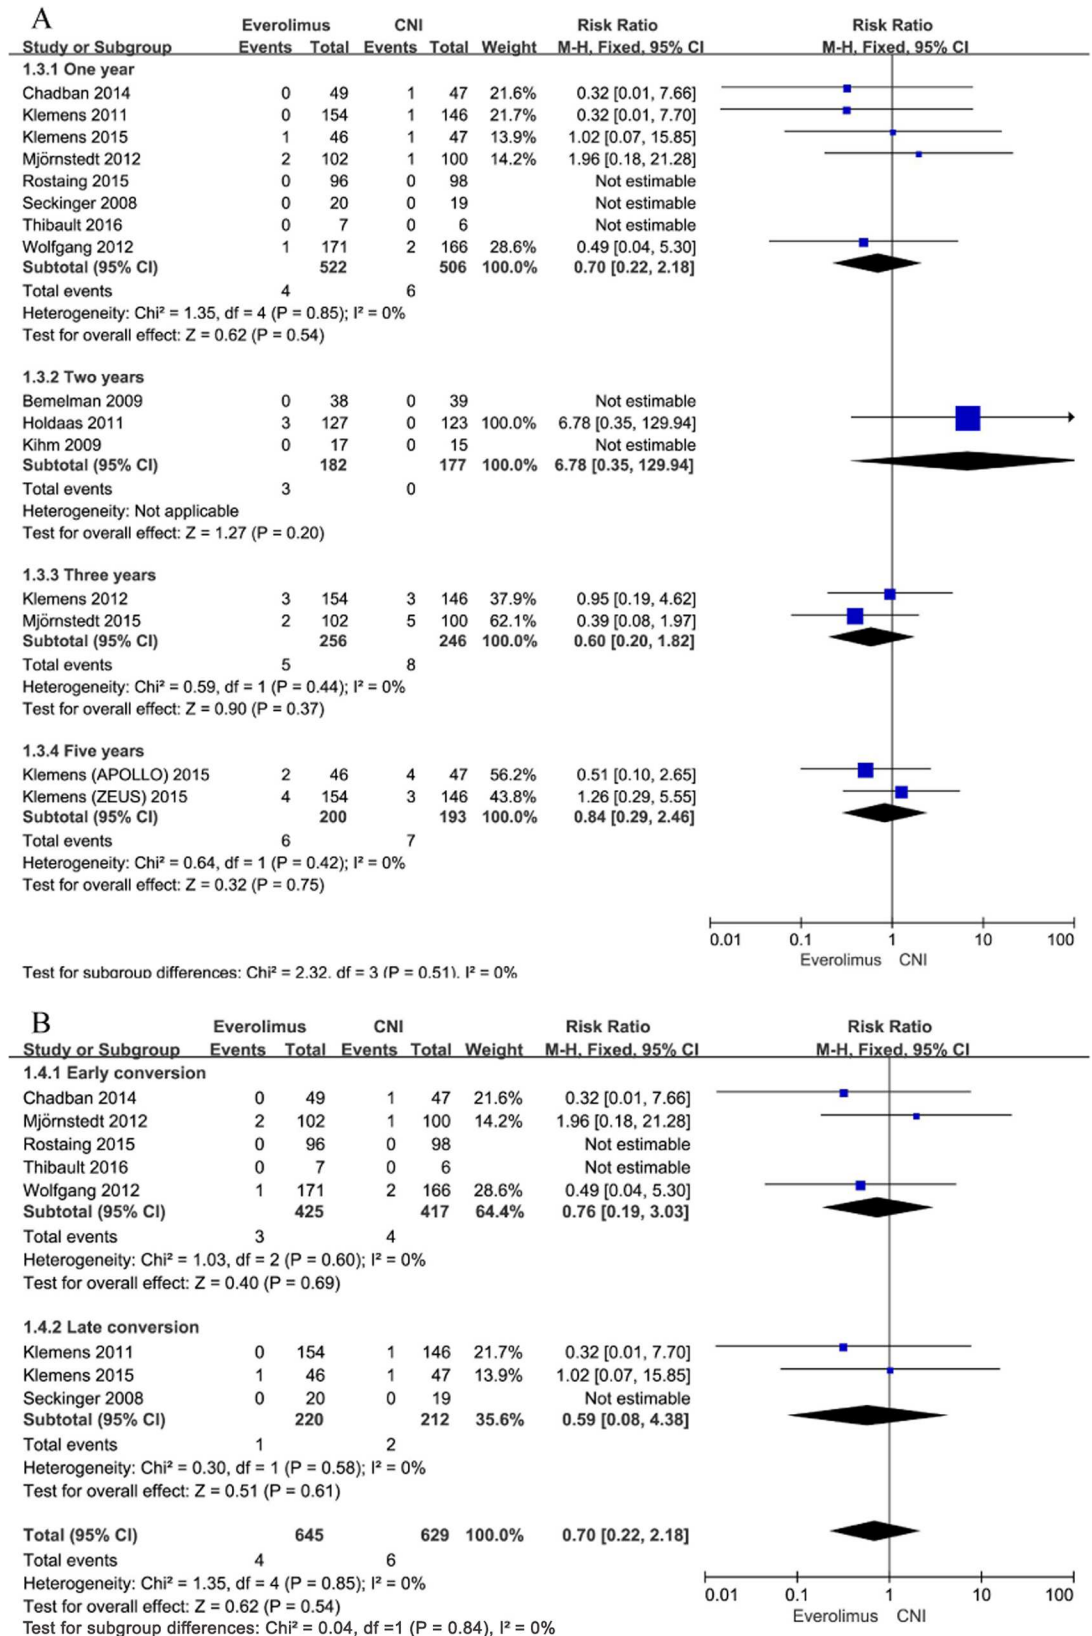 A
Everolimus CNI Risk Ratio Risk Ratio
Study or Subgroup Events Total Events Total Weight M-H, Fixed, 95% CI M-H, Fixed, 95% CI
1.3.1 One year
Chadban 2014 0 49 1 47 21.6% 0.32 [0.01, 7.66]
Klemens 2011 0 154 1 146 21.7% 0.32 [0.01, 7.70]
Klemens 2015 1 46 1 47 13.9% 1.02 [0.07, 15.85]
Mjörnstedt 2012 2 102 1 100 14.2% 1.96 [0.18, 21.28]
Rostaing 2015 0 96 0 98 Not estimable
Seckinger 2008 0 20 0 19 Not estimable
Thibault 2016 0 7 0 6 Not estimable
Wolfgang 2012 1 171 2 166 28.6% 0.49 [0.04, 5.30]
Subtotal (95% CI) 522 506 100.0% 0.70 [0.22, 2.18]
Total events 4 6
Heterogeneity: Chi² = 1.35, df = 4 (P = 0.85); I² = 0%
Test for overall effect: Z = 0.62 (P = 0.54)
1.3.2 Two years
Bemelman 2009 0 38 0 39 Not estimable
Holdaas 2011 3 127 0 123 100.0% 6.78 [0.35, 129.94]
Kihm 2009 0 17 0 15 Not estimable
Subtotal (95% CI) 182 177 100.0% 6.78 [0.35, 129.94]
Total events 3 0
Heterogeneity: Not applicable
Test for overall effect: Z = 1.27 (P = 0.20)
1.3.3 Three years
Klemens 2012 3 154 3 146 37.9% 0.95 [0.19, 4.62]
Mjörnstedt 2015 2 102 5 100 62.1% 0.39 [0.08, 1.97]
Subtotal (95% CI) 256 246 100.0% 0.60 [0.20, 1.82]
Total events 5 8
Heterogeneity: Chi² = 0.59, df = 1 (P = 0.44); I² = 0%
Test for overall effect: Z = 0.90 (P = 0.37)
1.3.4 Five years
Klemens (APOLLO) 2015 2 46 4 47 56.2% 0.51 [0.10, 2.65]
Klemens (ZEUS) 2015 4 154 3 146 43.8% 1.26 [0.29, 5.55]
Subtotal (95% CI) 200 193 100.0% 0.84 [0.29, 2.46]
Total events 6 7
Heterogeneity: Chi² = 0.64, df = 1 (P = 0.42); I² = 0%
Test for overall effect: Z = 0.32 (P = 0.75)
0.01 0.1 1 10 100
Everolimus CNI
Test for subgroup differences: Chi² = 2.32. df = 3 (P = 0.51). I² = 0%
B
Everolimus CNI Risk Ratio Risk Ratio
Study or Subgroup Events Total Events Total Weight M-H, Fixed, 95% CI M-H, Fixed, 95% CI
1.4.1 Early conversion
Chadban 2014 0 49 1 47 21.6% 0.32 [0.01, 7.66]
Mjörnstedt 2012 2 102 1 100 14.2% 1.96 [0.18, 21.28]
Rostaing 2015 0 96 0 98 Not estimable
Thibault 2016 0 7 0 6 Not estimable
Wolfgang 2012 1 171 2 166 28.6% 0.49 [0.04, 5.30]
Subtotal (95% CI) 425 417 64.4% 0.76 [0.19, 3.03]
Total events 3 4
Heterogeneity: Chi² = 1.03, df = 2 (P = 0.60); I² = 0%
Test for overall effect: Z = 0.40 (P = 0.69)
1.4.2 Late conversion
Klemens 2011 0 154 1 146 21.7% 0.32 [0.01, 7.70]
Klemens 2015 1 46 1 47 13.9% 1.02 [0.07, 15.85]
Seckinger 2008 0 20 0 19 Not estimable
Subtotal (95% CI) 220 212 35.6% 0.59 [0.08, 4.38]
Total events 1 2
Heterogeneity: Chi² = 0.30, df = 1 (P = 0.58); I² = 0%
Test for overall effect: Z = 0.51 (P = 0.61)
Total (95% CI) 645 629 100.0% 0.70 [0.22, 2.18]
Total events 4 6
Heterogeneity: Chi² = 1.35, df = 4 (P = 0.85); I² = 0%
Test for overall effect: Z = 0.62 (P = 0.54)
0.01 0.1 1 10 100
Everolimus CNI
Test for subgroup differences: Chi² = 0.04, df =1 (P = 0.84), I² = 0%